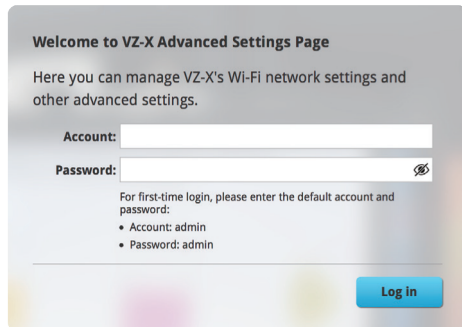 Welcome to VZ-X Advanced Settings Page
Here you can manage VZ-X's Wi-Fi network settings and
other advanced settings.
Account:
Password:
For first-time login, please enter the default account and
password:
• Account: admin
• Password: admin
Log in